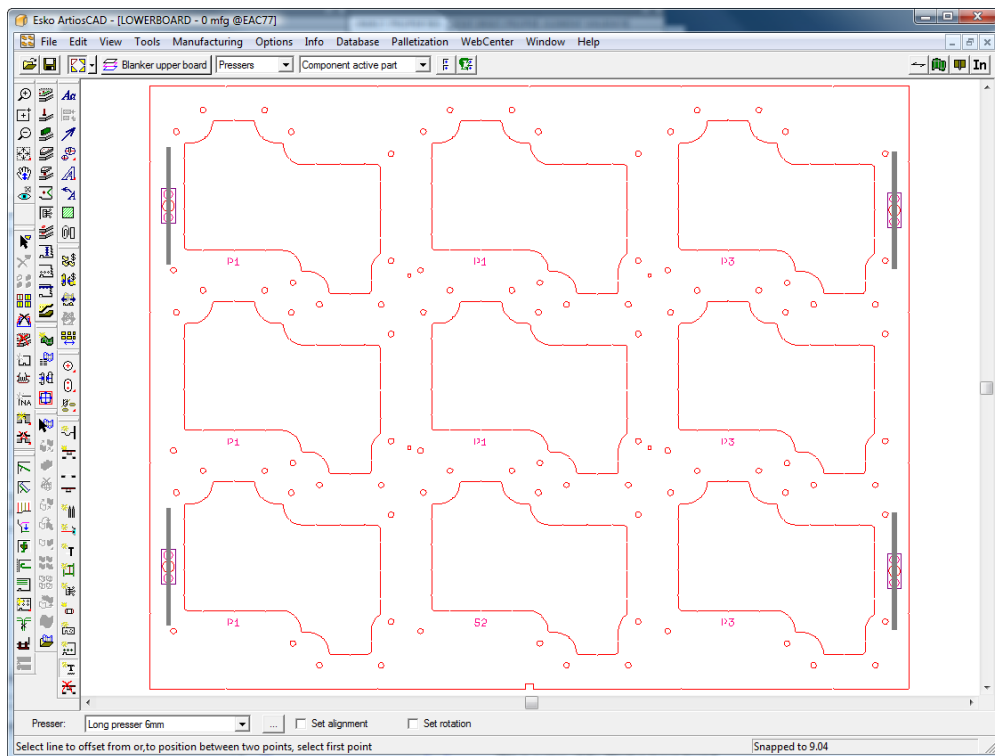 Esko ArtiosCAD - [LOWERBOARD - 0 mfg @EAC77]
File Edit View Tools Manufacturing Options Info Database Palletization WebCenter Window Help
Blanker upper board Pressers Component active part In
P1 P1 P3
P1 P1 P3
P1 S2 P3
Presser: Long presser 6mm ... Set alignment Set rotation
Select line to offset from or,to position between two points, select first point Snapped to 9.04